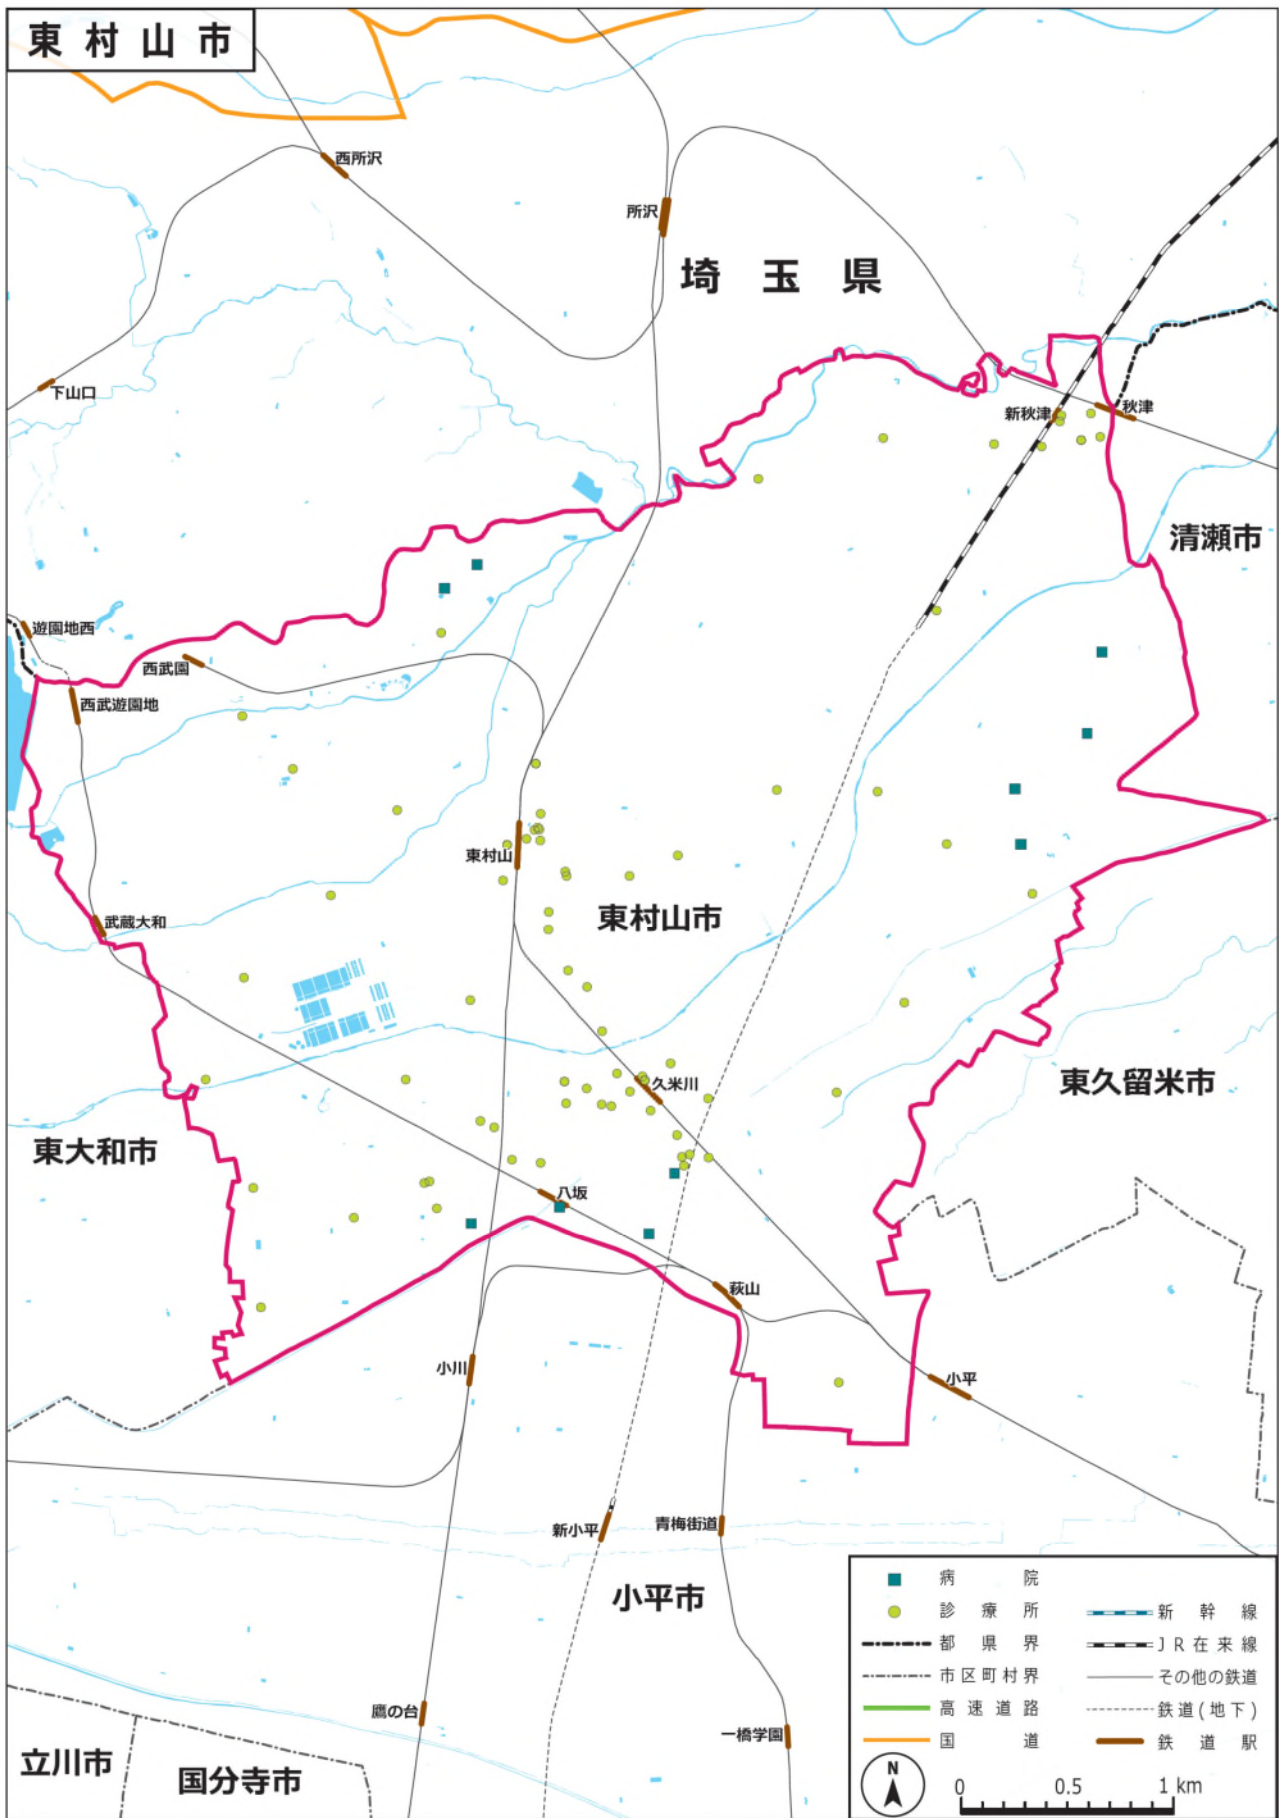 東村山市
西所沢
所沢
埼玉県
下山口
新秋津
秋津
清瀬市
遊園地西
西武園
西武遊園地
東村山
武蔵大和
東村山市
久米川
東久留米市
東大和市
八坂
萩山
小川
小平
新小平
青梅街道
小平市
鷹の台
一橋学園
立川市
国分寺市
病院
診療所
都県界
市区町村界
高速道路
国道
新幹線
JR在来線
その他の鉄道
鉄道(地下)
鉄道駅
N
0 0.5 1 km